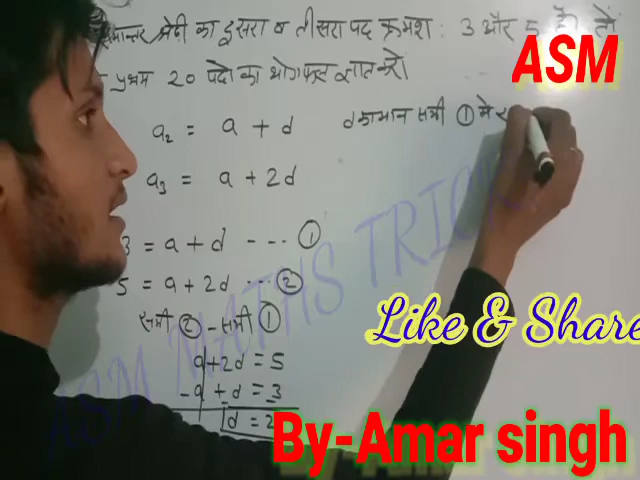 समान्तर श्रेढ़ी का दूसरा व तीसरा पद क्रमश: 3 और 5 है। तो
प्रथम 20 पदो का योगफल ज्ञात करो
ASM
a₂ = a + d
d का मान समी ① मे
a₃ = a + 2d
3 = a + d ---- ①
5 = a + 2d --- ②
समी ② - समी ①
Like & Share
a + 2d = 5
-a + d = 3
d = 2
ASM MATHS TRICK
By-Amar singh